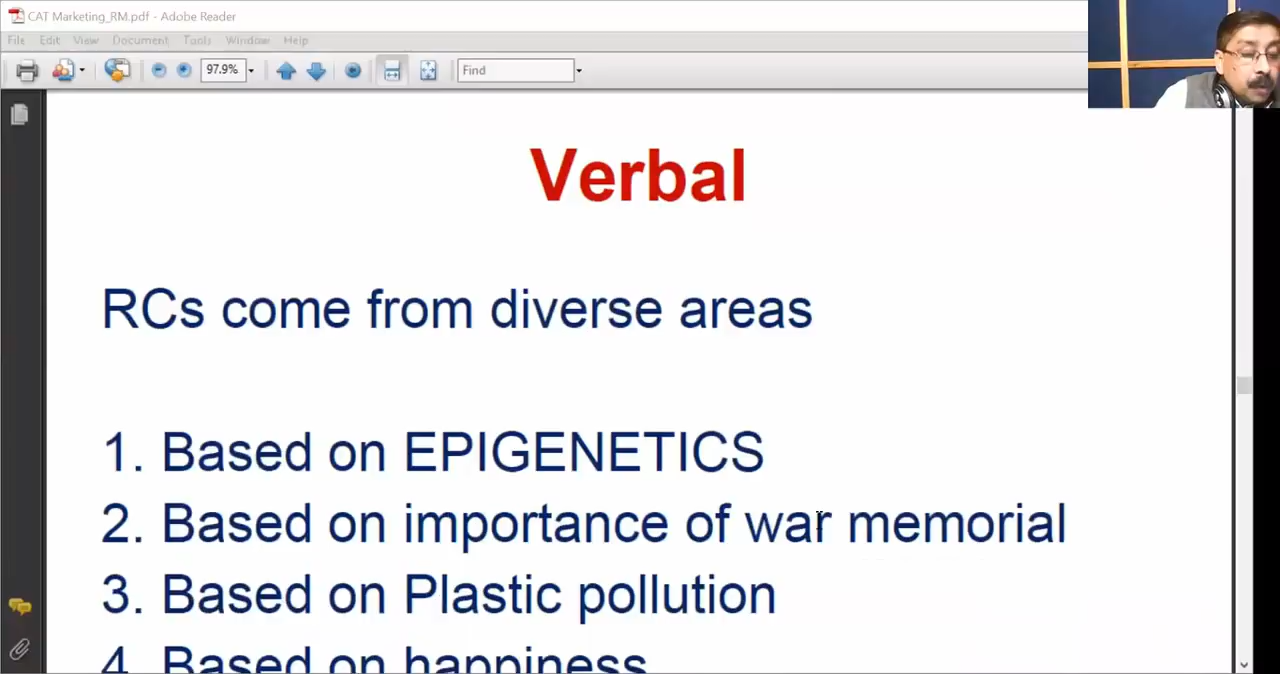 CAT Marketing_RM.pdf - Adobe Reader
File Edit View Document Tools Window Help
97.9% Find
Verbal
RCs come from diverse areas
1. Based on EPIGENETICS
2. Based on importance of war memorial
3. Based on Plastic pollution
4. Based on happiness